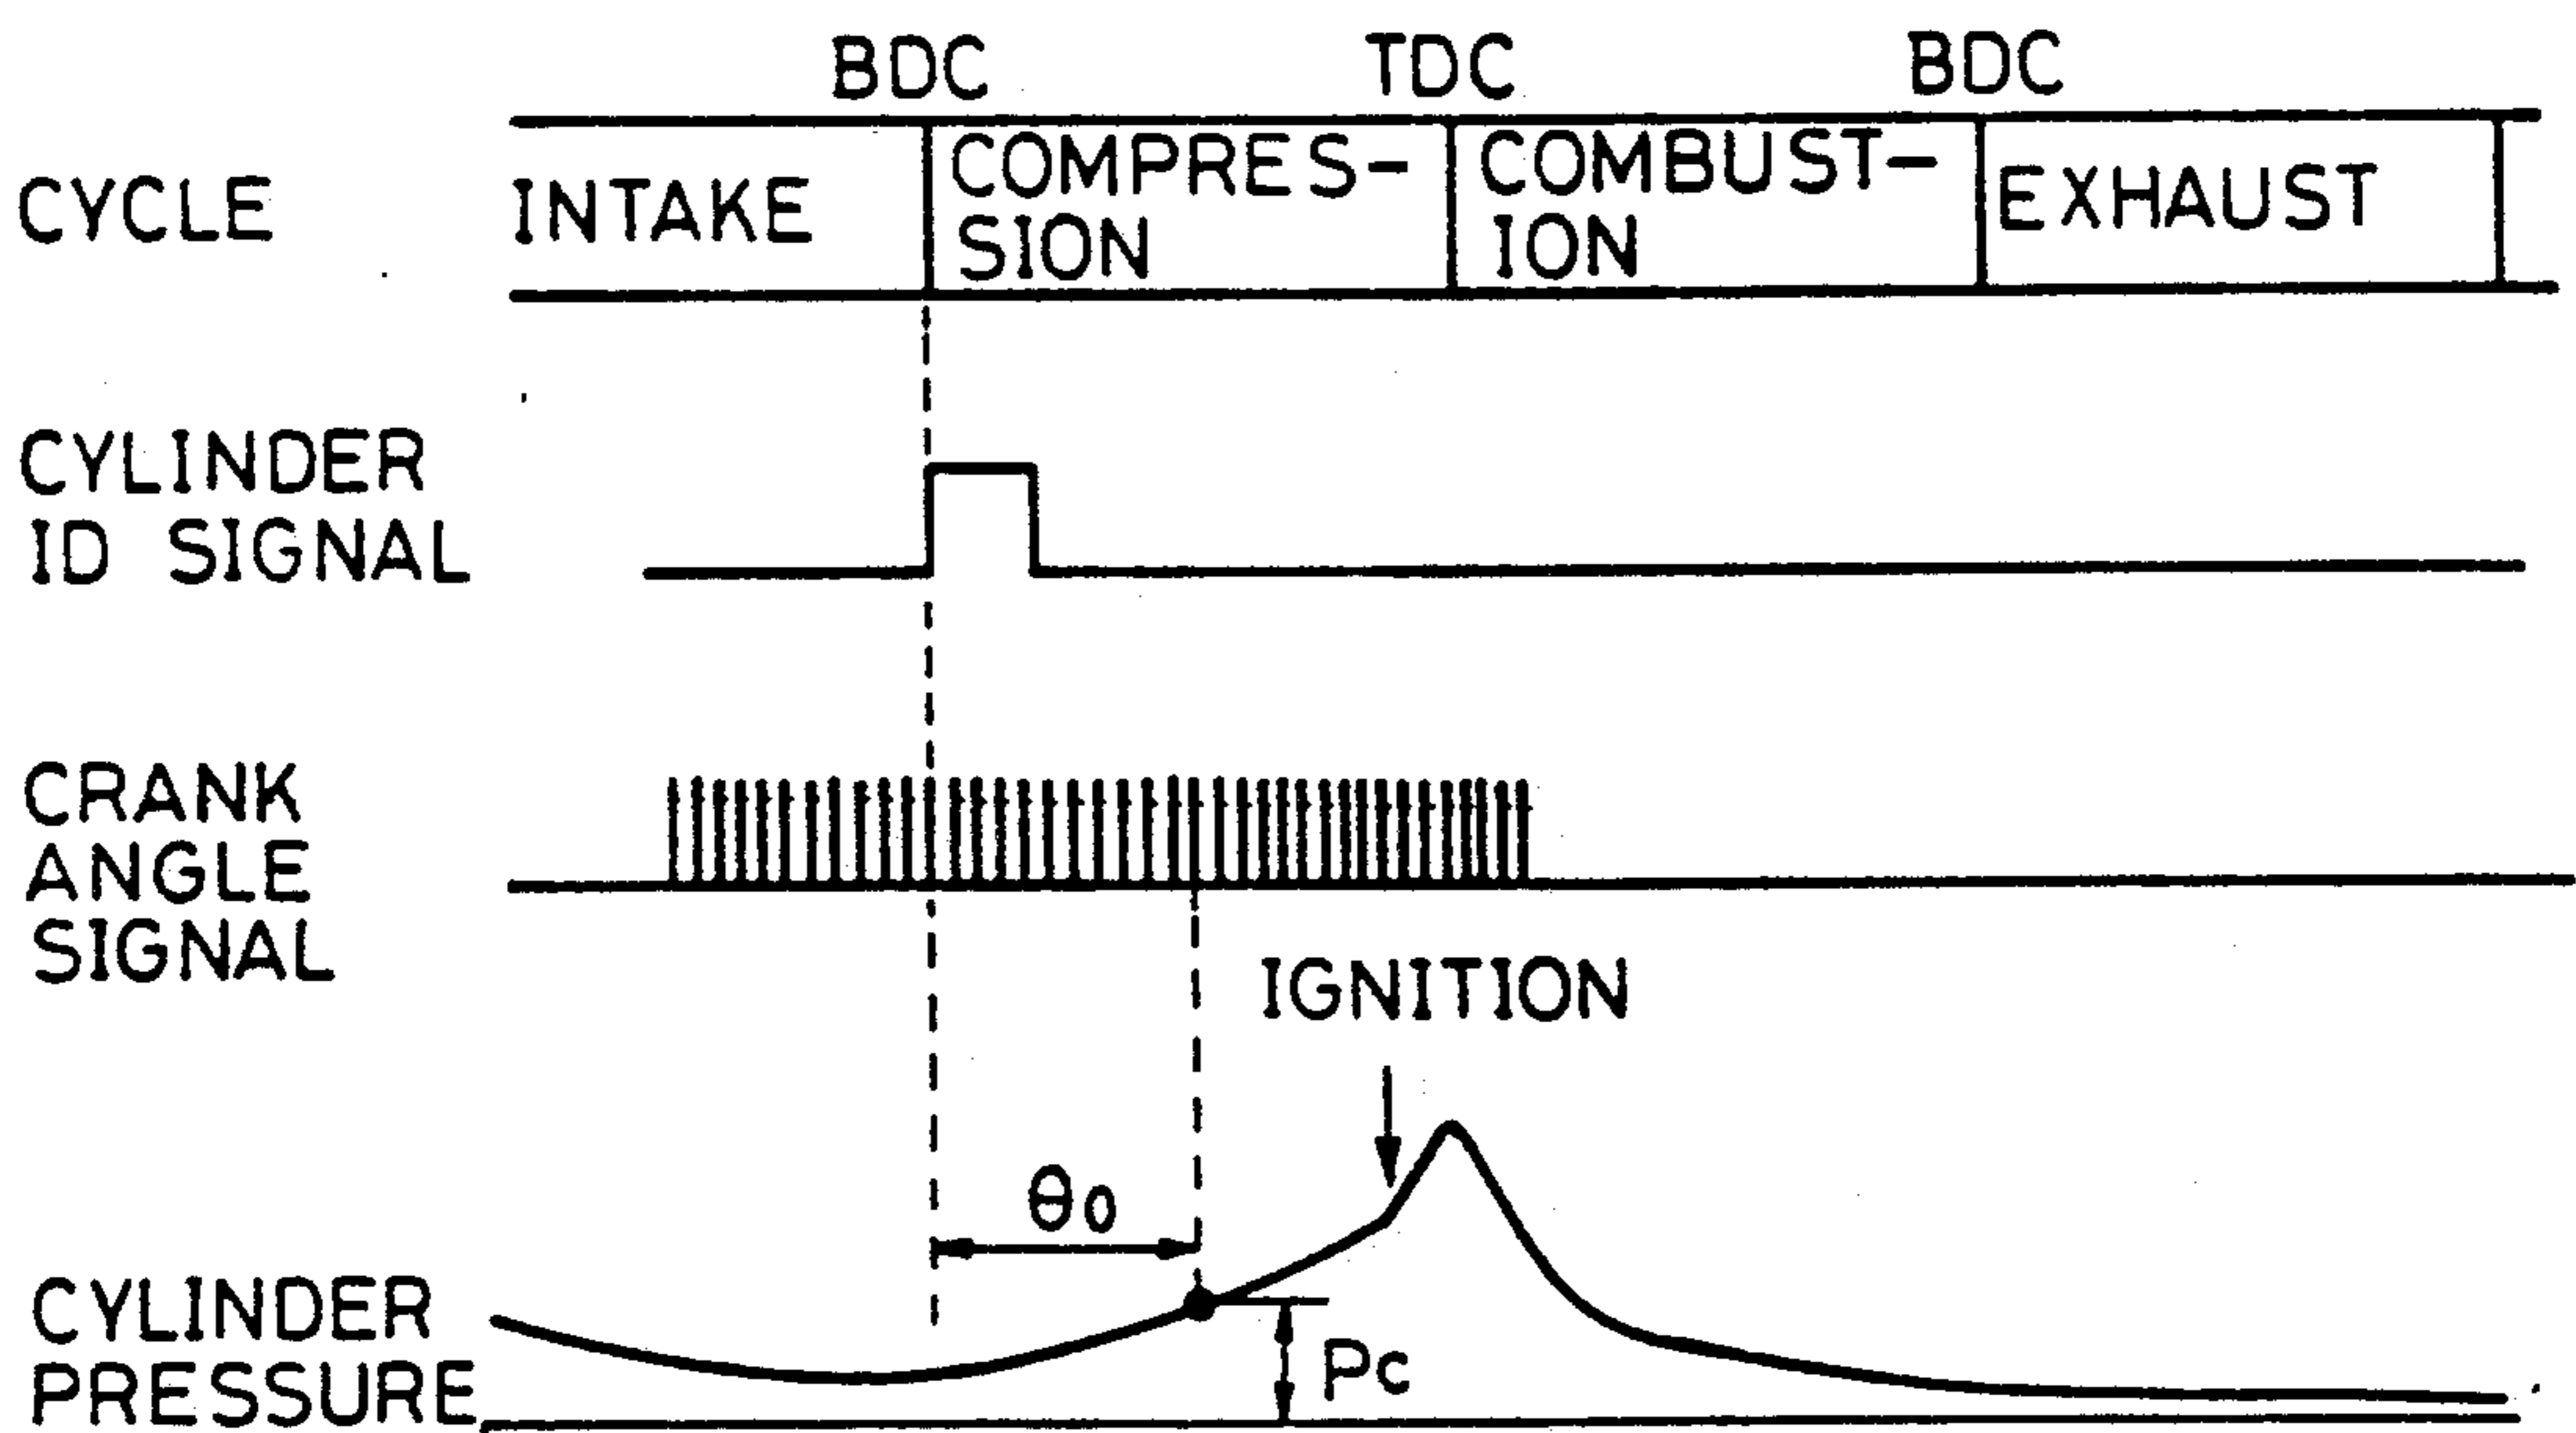 BDC TDC BDC
CYCLE INTAKE COMPRES- COMBUST- EXHAUST
SION ION
CYLINDER
ID SIGNAL
CRANK
ANGLE
SIGNAL
IGNITION
θ0
CYLINDER
PRESSURE
Pc